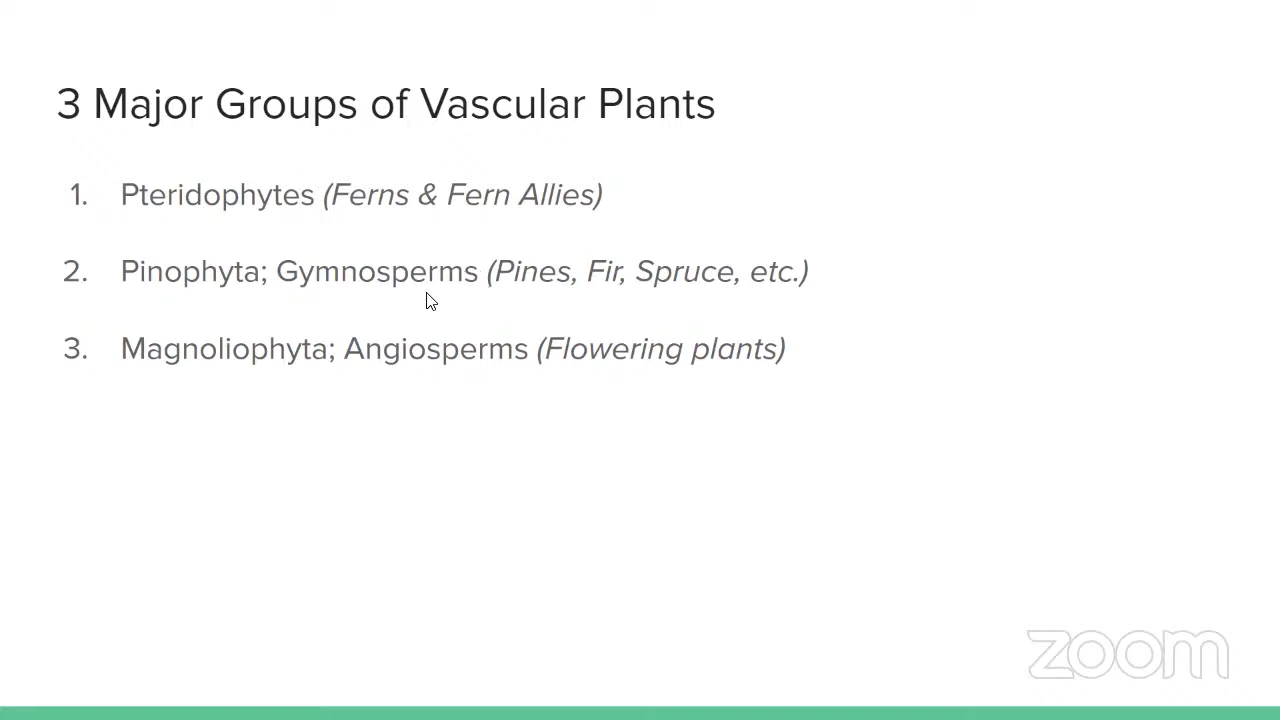 3 Major Groups of Vascular Plants
1. Pteridophytes (Ferns & Fern Allies)
2. Pinophyta; Gymnosperms (Pines, Fir, Spruce, etc.)
3. Magnoliophyta; Angiosperms (Flowering plants)
zoom